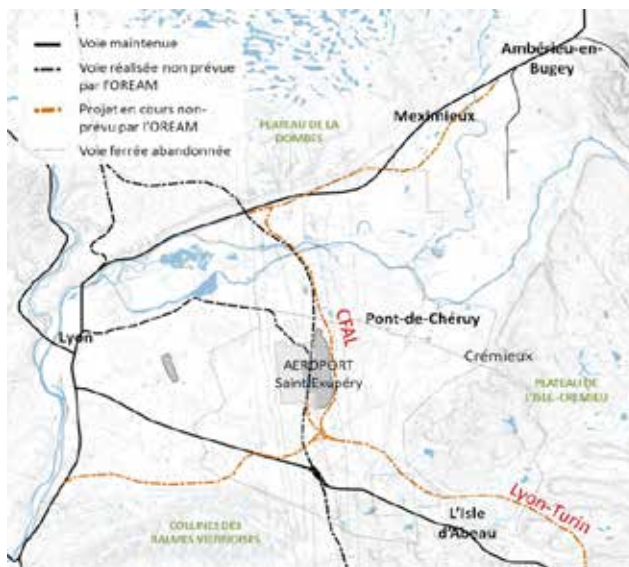 Voie maintenue
Voie réalisée non prévue
par l'OREAM
Projet en cours non-
prévu par l'OREAM
Voie ferrée abandonnée
Ambérieu-en-
Bugey
Meximieux
PLATEAU DE LA
DOMBES
CFAL
Pont-de-Chéruy
Lyon
Crémieux
AEROPORT
Saint Exupéry
PLATEAU DE
L'ISLE-CREMIEU
Lyon-Turin
L'Isle
d'Abeau
COLLINES DES
BALMES VIENNOISES